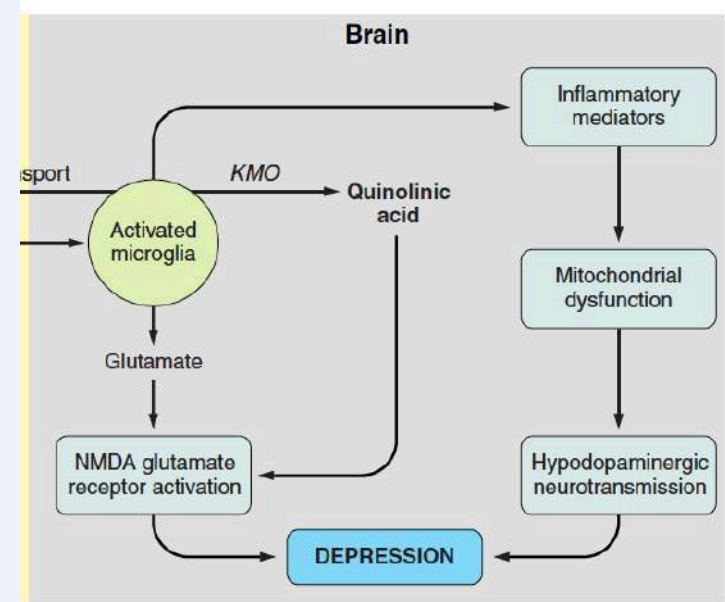 Brain
Inflammatory
mediators
KMO
Quinolinic
acid
Activated
microglia
Mitochondrial
dysfunction
Glutamate
NMDA glutamate
receptor activation
Hypodopaminergic
neurotransmission
DEPRESSION